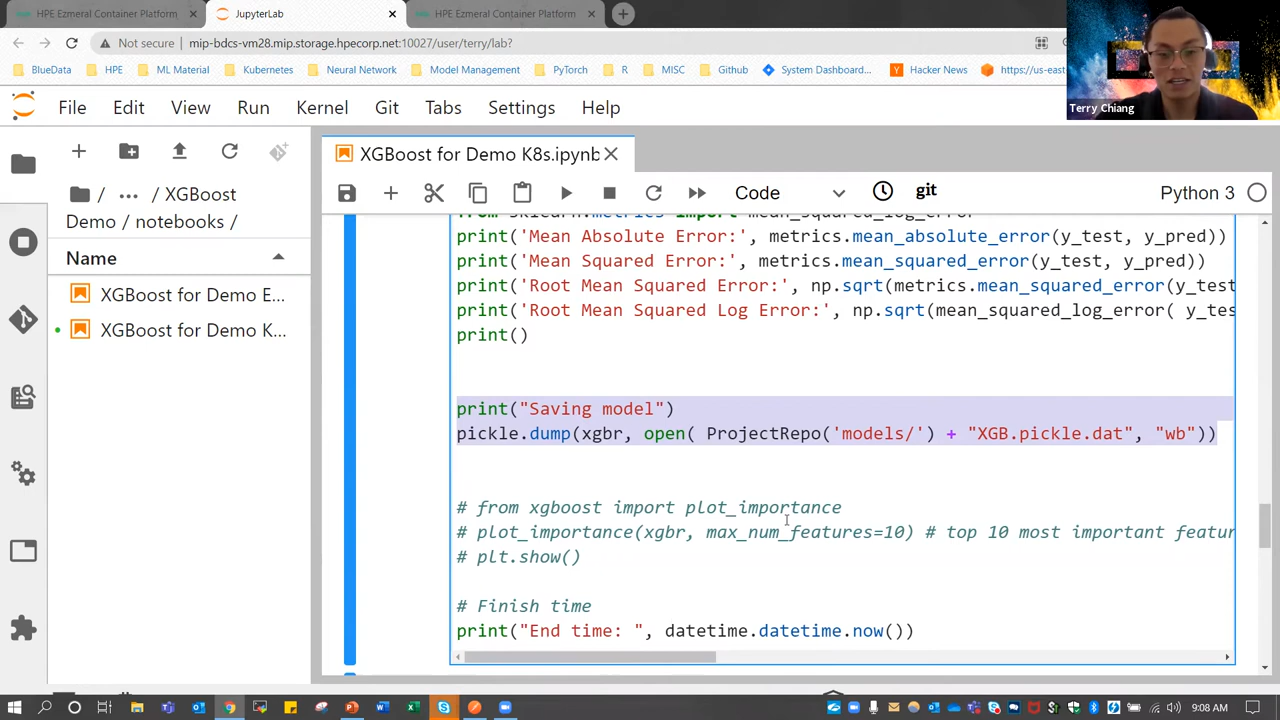 HPE Ezmeral Container Platform
JupyterLab
HPE Ezmeral Container Platform
Not secure
mip-bdcs-vm28.mip.storage.hpecorp.net:10027/user/terry/lab?
BlueData
HPE
ML Material
Kubernetes
Neural Network
Model Management
PyTorch
R
MISC
Github
System Dashboard...
Hacker News
https://us-east
Terry Chiang
File
Edit
View
Run
Kernel
Git
Tabs
Settings
Help
XGBoost for Demo K8s.ipynb
/ ... / XGBoost
Demo / notebooks /
Name
XGBoost for Demo E...
XGBoost for Demo K...
Code
git
Python 3
from sklearn.metrics import mean_squared_log_error
print('Mean Absolute Error:', metrics.mean_absolute_error(y_test, y_pred))
print('Mean Squared Error:', metrics.mean_squared_error(y_test, y_pred))
print('Root Mean Squared Error:', np.sqrt(metrics.mean_squared_error(y_test
print('Root Mean Squared Log Error:', np.sqrt(mean_squared_log_error( y_tes
print()
print("Saving model")
pickle.dump(xgbr, open( ProjectRepo('models/') + "XGB.pickle.dat", "wb"))
# from xgboost import plot_importance
# plot_importance(xgbr, max_num_features=10) # top 10 most important featur
# plt.show()
# Finish time
print("End time: ", datetime.datetime.now())
9:08 AM